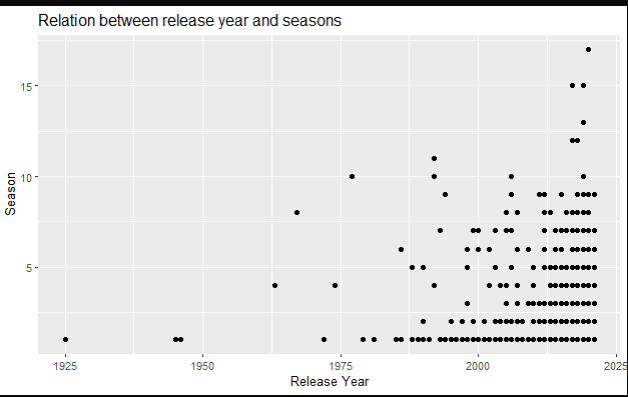 Relation between release year and seasons
15
10
5
Season
1925 1950 1975 2000 2025
Release Year